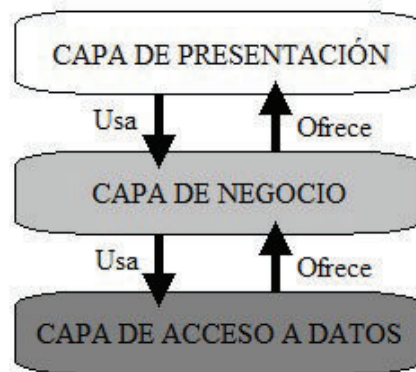 CAPA DE PRESENTACIÓN
Usa
Ofrece
CAPA DE NEGOCIO
Usa
Ofrece
CAPA DE ACCESO A DATOS